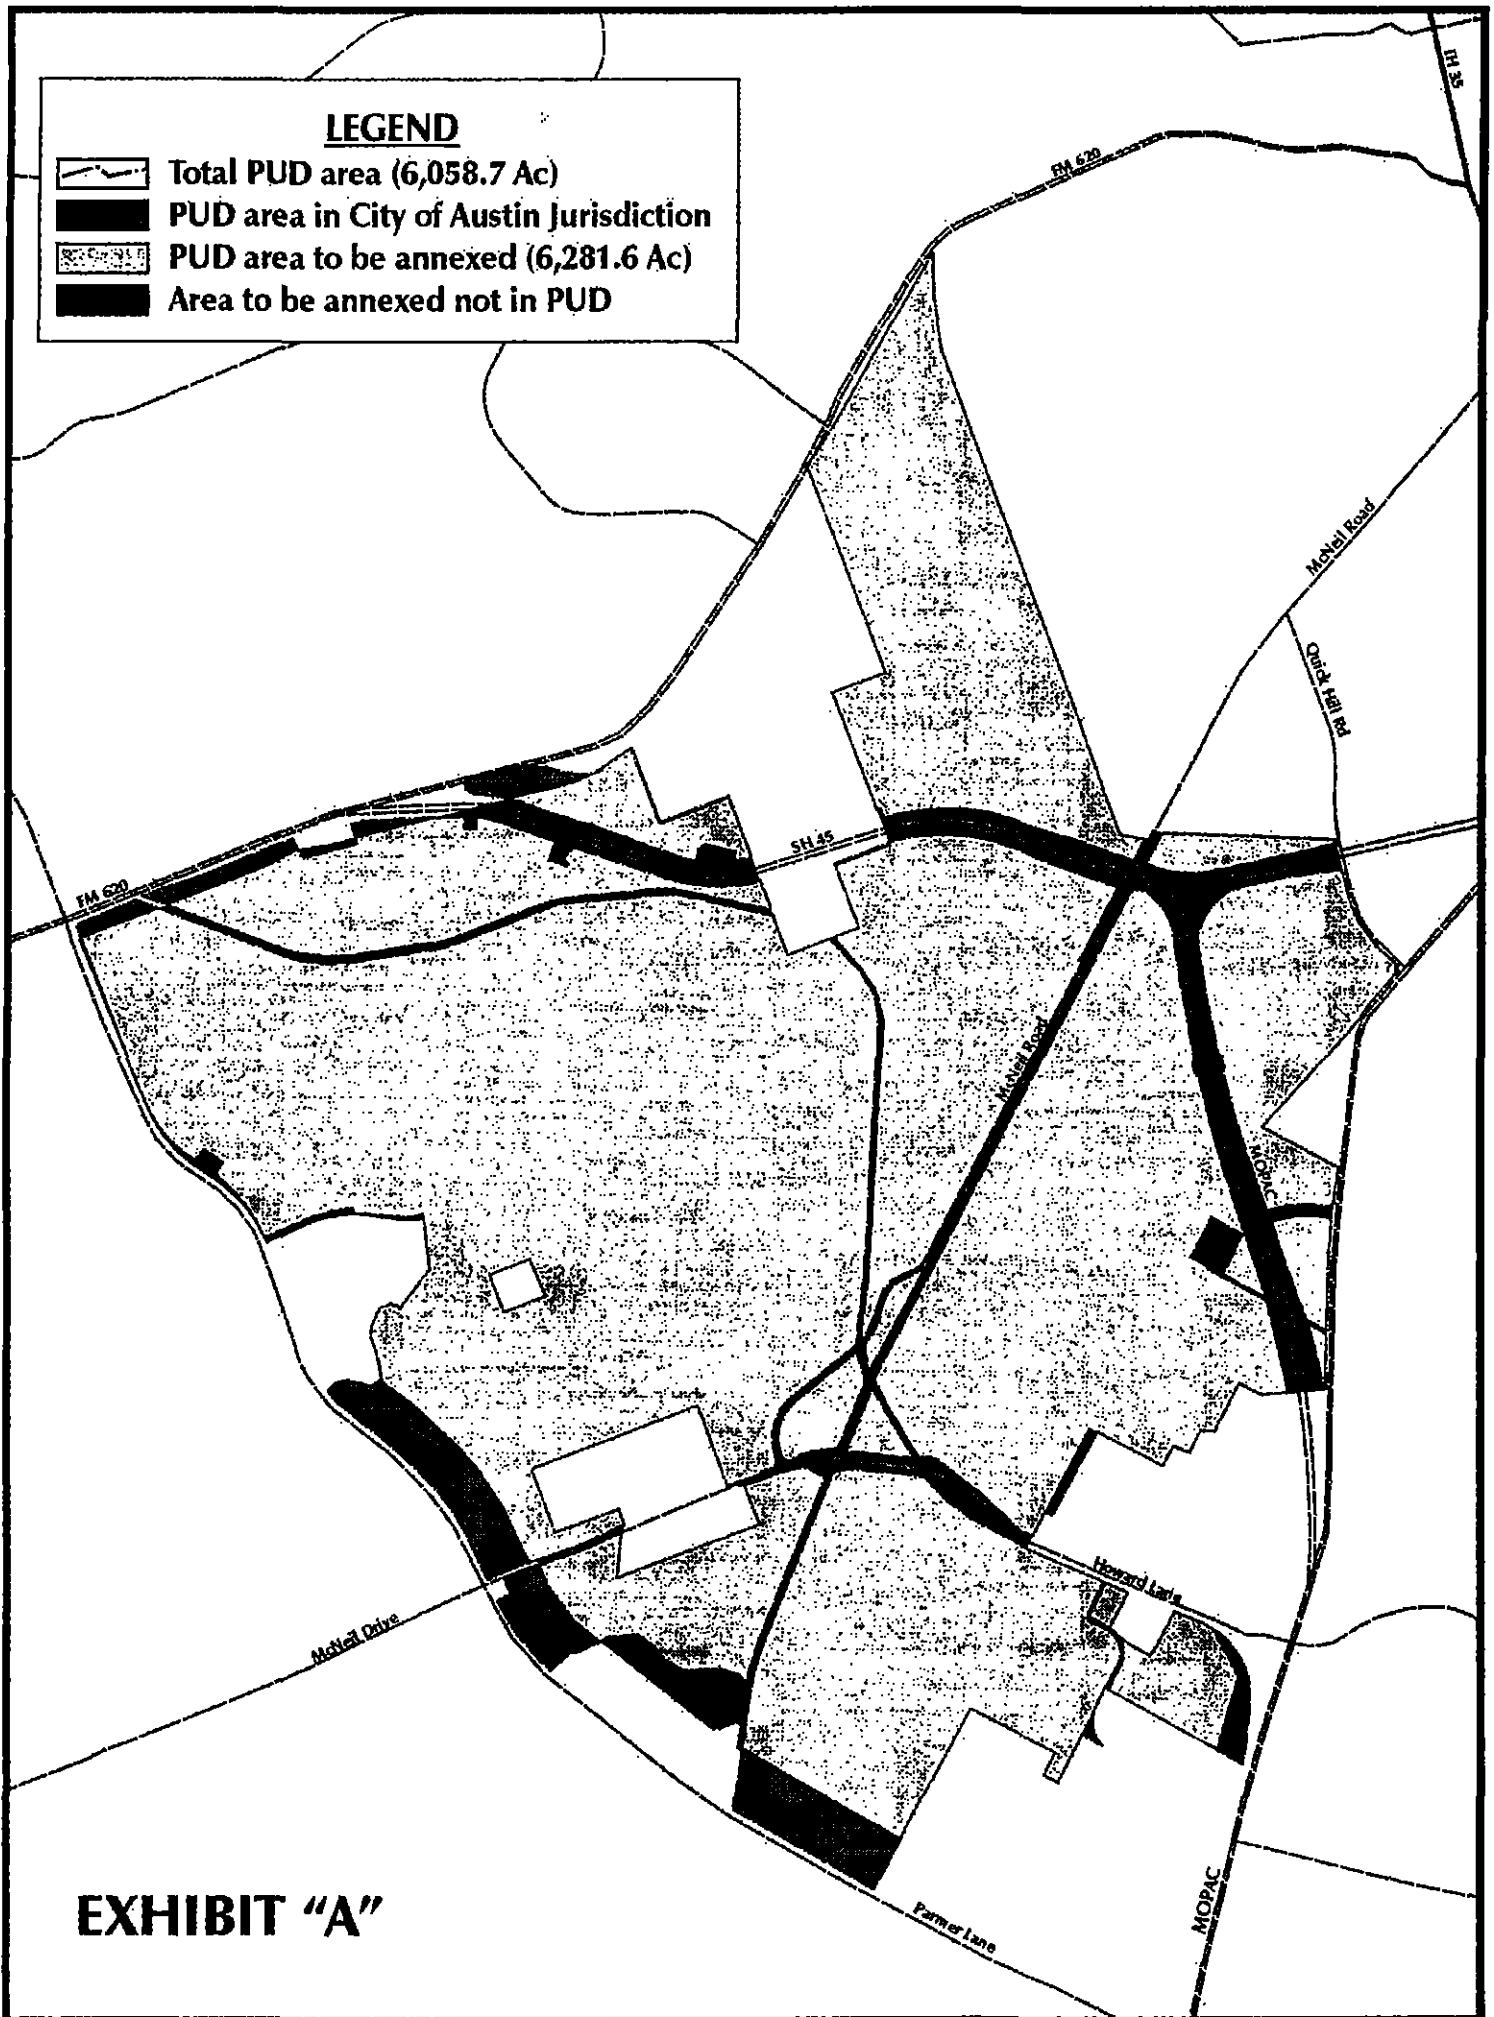 LEGEND
Total PUD area (6,058.7 Ac)
PUD area in City of Austin Jurisdiction
PUD area to be annexed (6,281.6 Ac)
Area to be annexed not in PUD
IH 35
FM 620
McNeil Road
Quick Hill Rd
SH 45
FM 620
McNeil Road
MOPAC
Howard Lane
McNeil Drive
MOPAC
Parmer Lane
EXHIBIT “A”